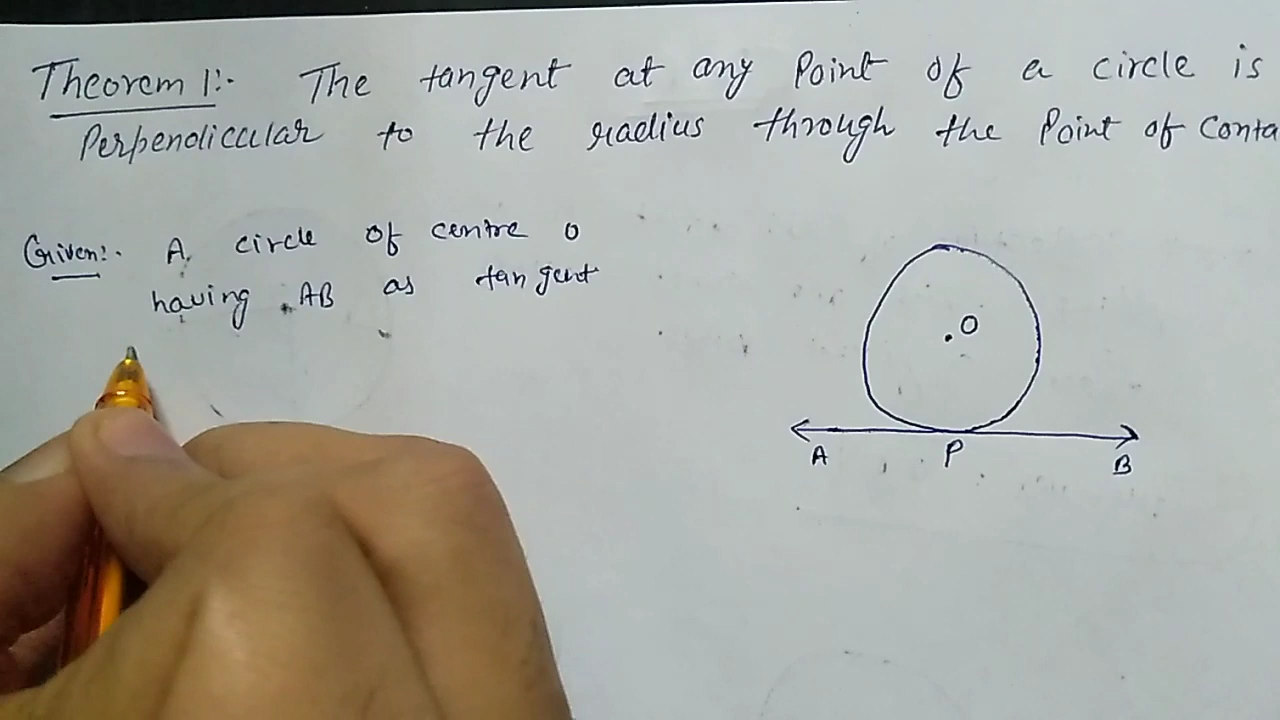 Theorem 1:- The tangent at any Point of a circle is
Perpendicular to the radius through the Point of Conta
Given:- A circle of centre O
having AB as tangent
O
A P B